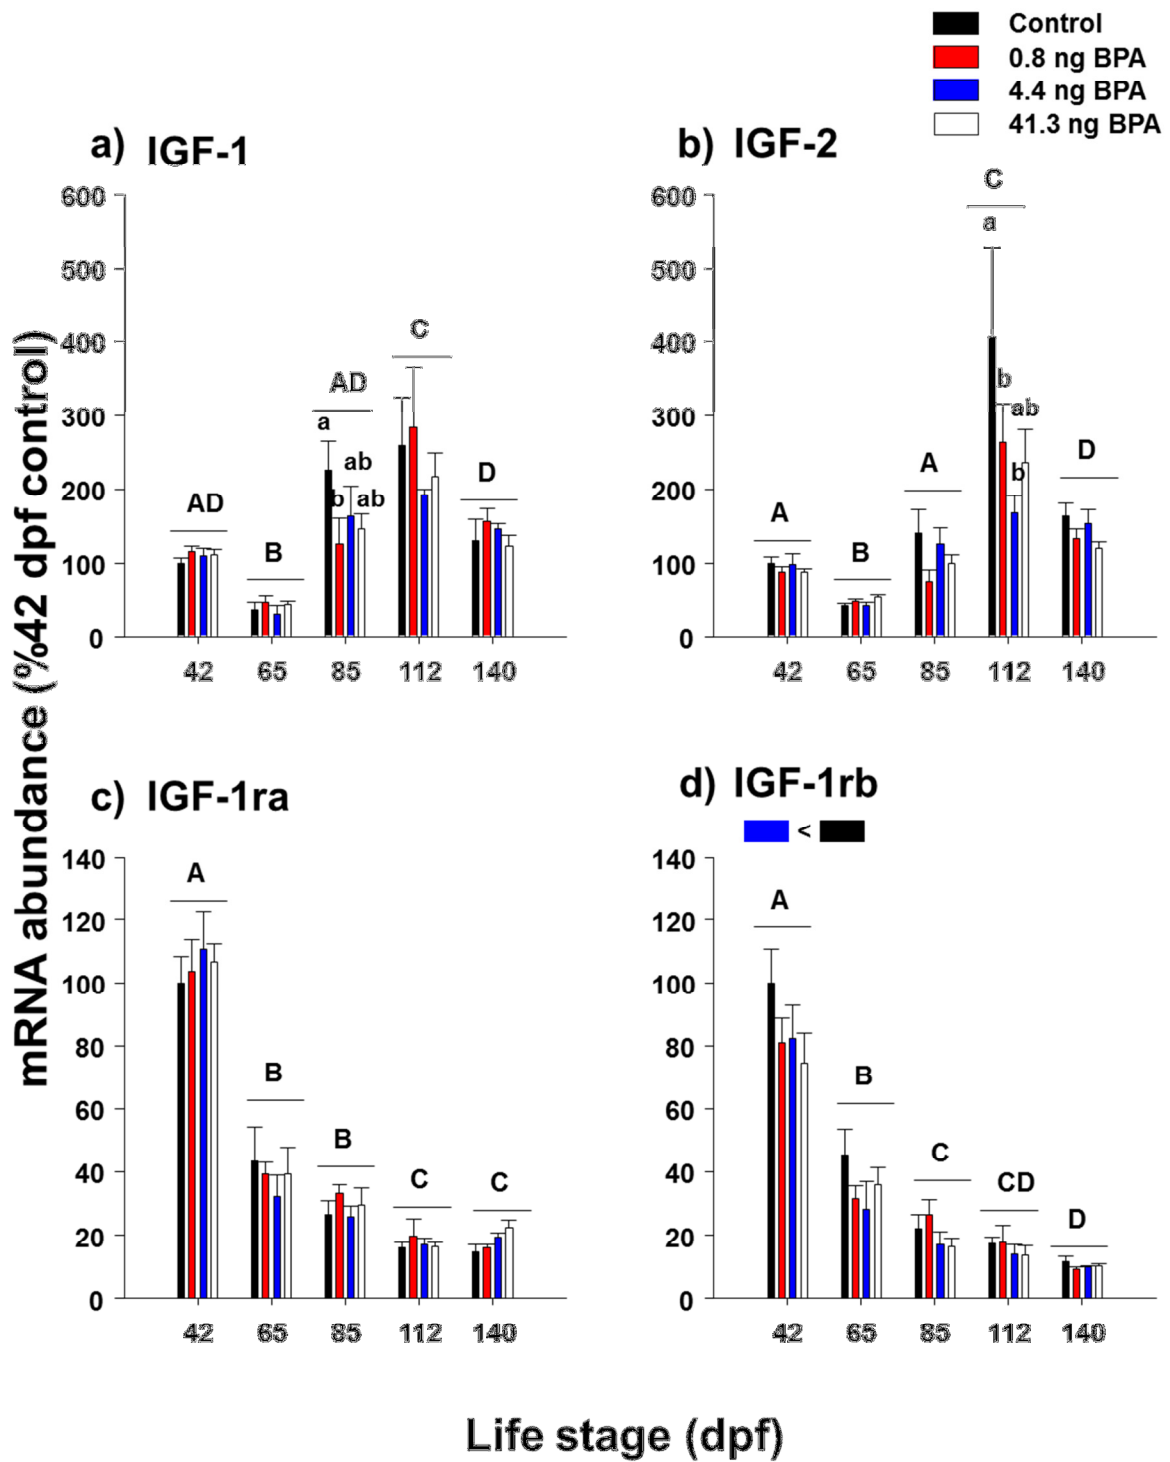 Control
0.8 ng BPA
4.4 ng BPA
41.3 ng BPA
mRNA abundance (%42 dpf control)
a) IGF-1
600
500
400
300
200
100
0
AD
B
AD
a
b
ab
ab
C
D
42 65 85 112 140
b) IGF-2
600
500
400
300
200
100
0
A
B
A
C
a
b
b
ab
D
42 65 85 112 140
c) IGF-1ra
140
120
100
80
60
40
20
0
A
B
B
C
C
42 65 85 112 140
d) IGF-1rb
<
140
120
100
80
60
40
20
0
A
B
C
CD
D
42 65 85 112 140
Life stage (dpf)